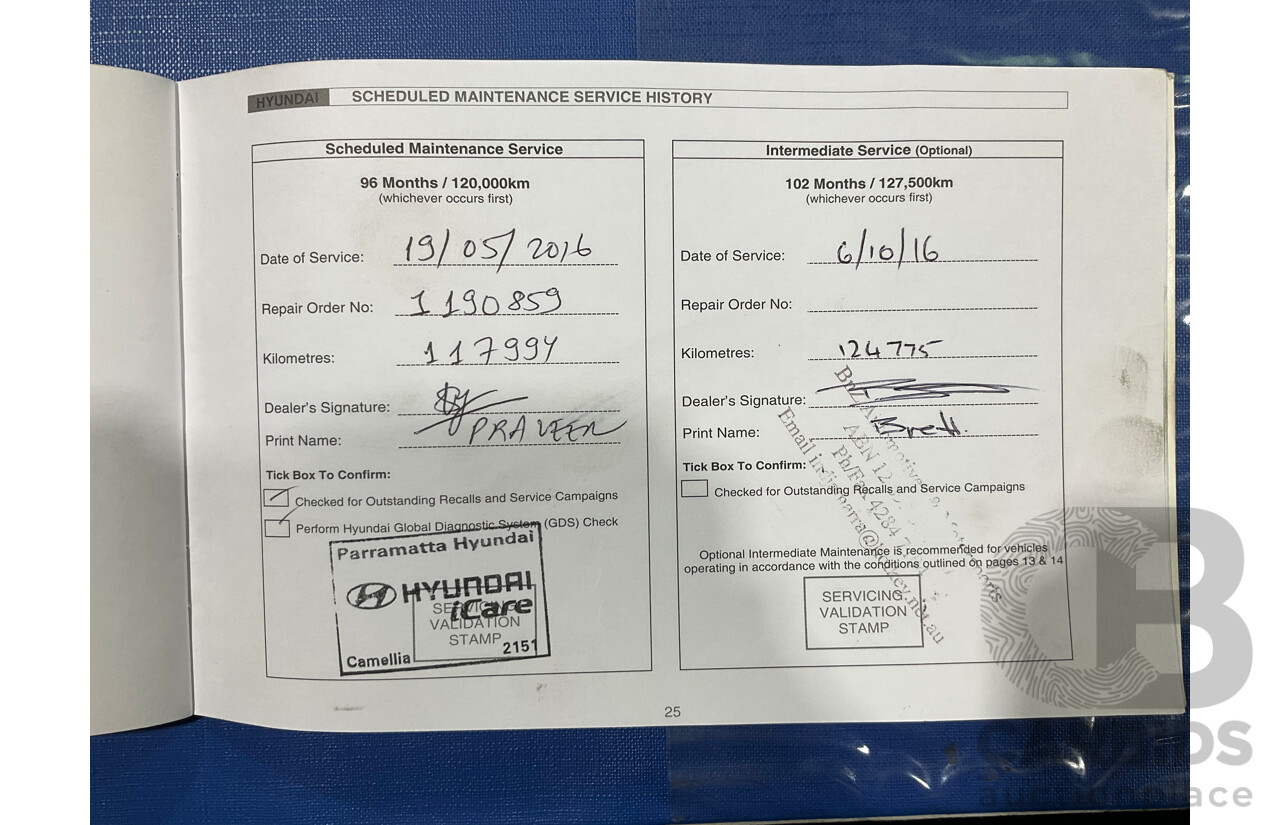 HYUNDAI SCHEDULED MAINTENANCE SERVICE HISTORY
Scheduled Maintenance Service
96 Months / 120,000km
(whichever occurs first)
Date of Service: 19/05/2016
Repair Order No: 1190859
Kilometres: 117994
Dealer's Signature:
Print Name: PRAVEEN
Tick Box To Confirm:
Checked for Outstanding Recalls and Service Campaigns
Perform Hyundai Global Diagnostic System (GDS) Check
Parramatta Hyundai
HYUNDAI
iCare
SERVICING
VALIDATION
STAMP
Camellia 2151
Intermediate Service (Optional)
102 Months / 127,500km
(whichever occurs first)
Date of Service: 6/10/16
Repair Order No:
Kilometres: 124775
Dealer's Signature:
Print Name: Brett.
Tick Box To Confirm:
Checked for Outstanding Recalls and Service Campaigns
Optional Intermediate Maintenance is recommended for vehicles
operating in accordance with the conditions outlined on pages 13 & 14
SERVICING
VALIDATION
STAMP
ABN 12
Ph/Fax 4284
Email
25